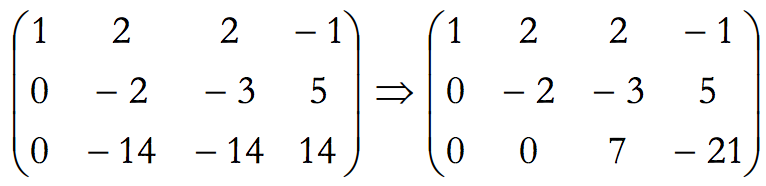 1 2 2 − 1 1 2 2 − 1
0 − 2 − 3 5 ⇒ 0 − 2 − 3 5
0 − 14 − 14 14 0 0 7 − 21